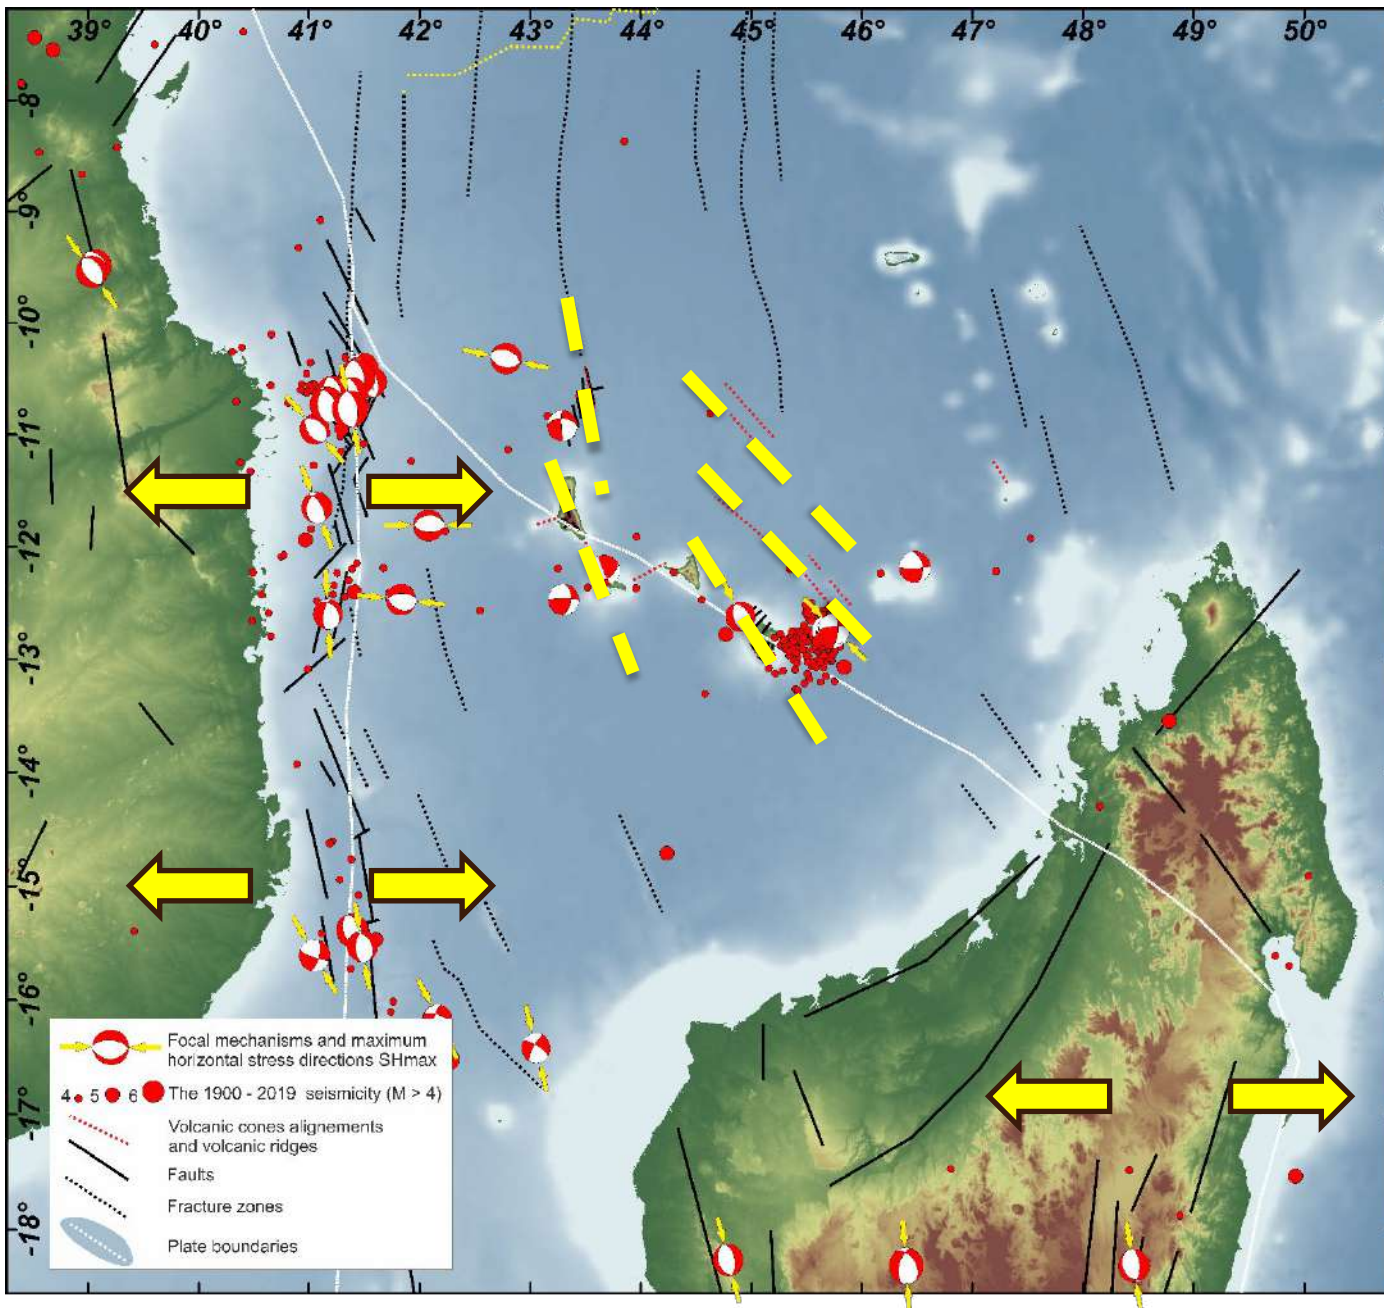 39° 40° 41° 42° 43° 44° 45° 46° 47° 48° 49° 50°
-8°
-9°
-10°
-11°
-12°
-13°
-14°
-15°
-16°
-17°
-18°
Focal mechanisms and maximum
horizontal stress directions SHmax
4 5 6 The 1900 - 2019 seismicity (M > 4)
Volcanic cones alignements
and volcanic ridges
Faults
Fracture zones
Plate boundaries